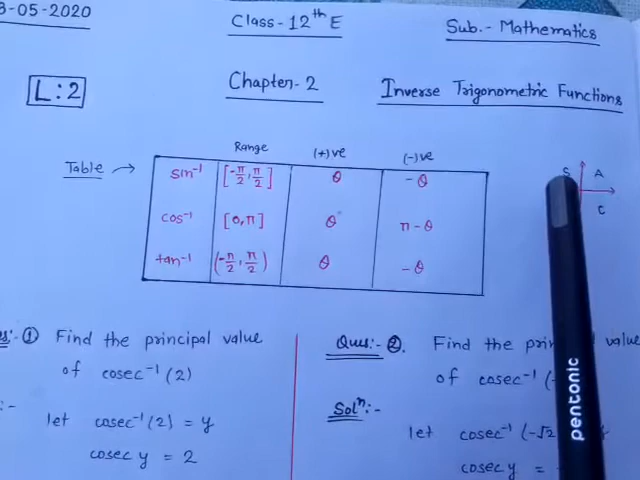 3-05-2020
Class-12th E
Sub.- Mathematics
L:2
Chapter-2
Inverse Trigonometric Functions
Table →
Range (+)ve (-)ve
sin⁻¹ [-π/2, π/2] θ -θ
cos⁻¹ [0, π] θ π-θ
tan⁻¹ (-π/2, π/2) θ -θ
S A
C
① Find the principal value
of cosec⁻¹(2)
let cosec⁻¹(2) = y
cosec y = 2
Ques:-②. Find the value
of cosec⁻¹(-
Solⁿ:-
let cosec⁻¹(-√2
cosec y =
pentonic